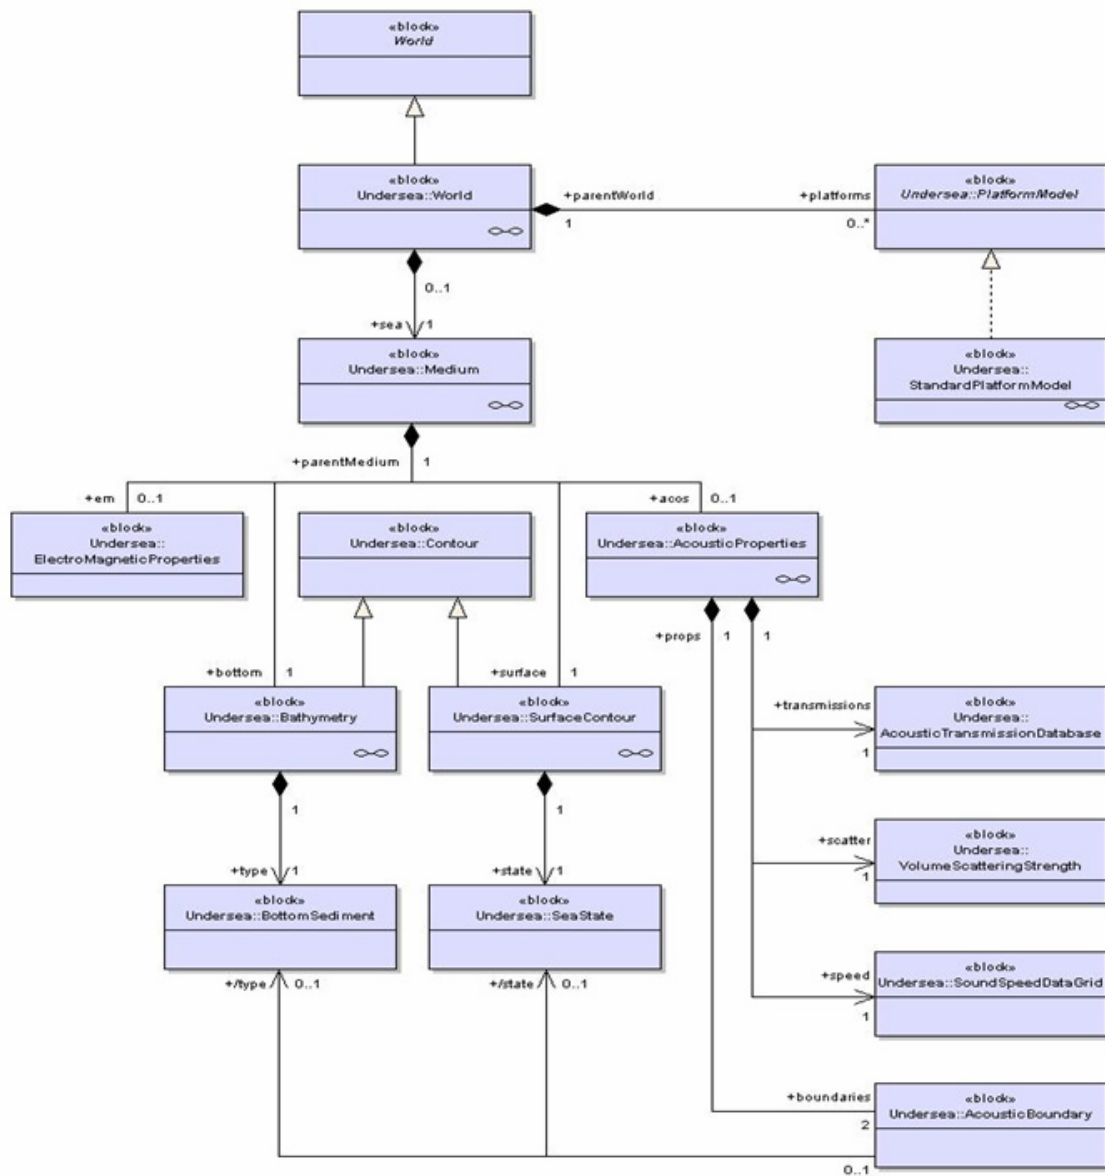 «block»
World
«block»
Undersea::World
+parentWorld
1
+platforms
0..*
«block»
Undersea::PlatformModel
0..1
+sea
1
«block»
Undersea::Medium
«block»
Undersea::
StandardPlatformModel
+parentMedium
1
+em
0..1
+acos
0..1
«block»
Undersea::
ElectroMagneticProperties
«block»
Undersea::Contour
«block»
Undersea::AcousticProperties
+props
1
1
+bottom
1
+surface
1
«block»
Undersea::Bathymetry
«block»
Undersea::SurfaceContour
+transmissions
1
«block»
Undersea::
AcousticTransmissionDatabase
1
1
+scatter
1
«block»
Undersea::
VolumeScatteringStrength
+type
1
+state
1
«block»
Undersea::BottomSediment
«block»
Undersea::SeaState
+speed
1
«block»
Undersea::SoundSpeedDataGrid
+/type
0..1
+/state
0..1
+boundaries
2
«block»
Undersea::AcousticBoundary
0..1